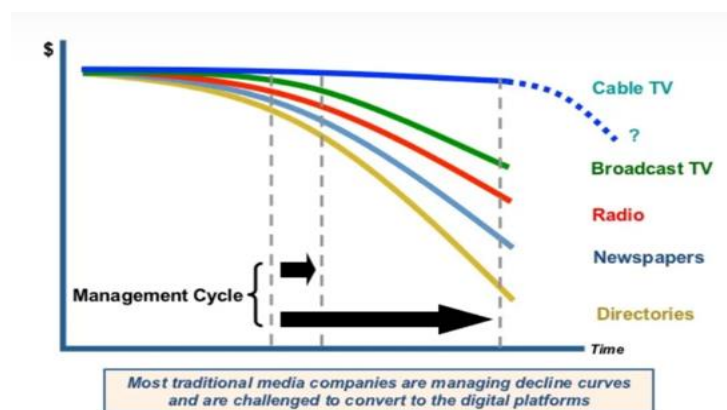 $
Cable TV
?
Broadcast TV
Radio
Newspapers
Management Cycle
Directories
Time
Most traditional media companies are managing decline curves
and are challenged to convert to the digital platforms